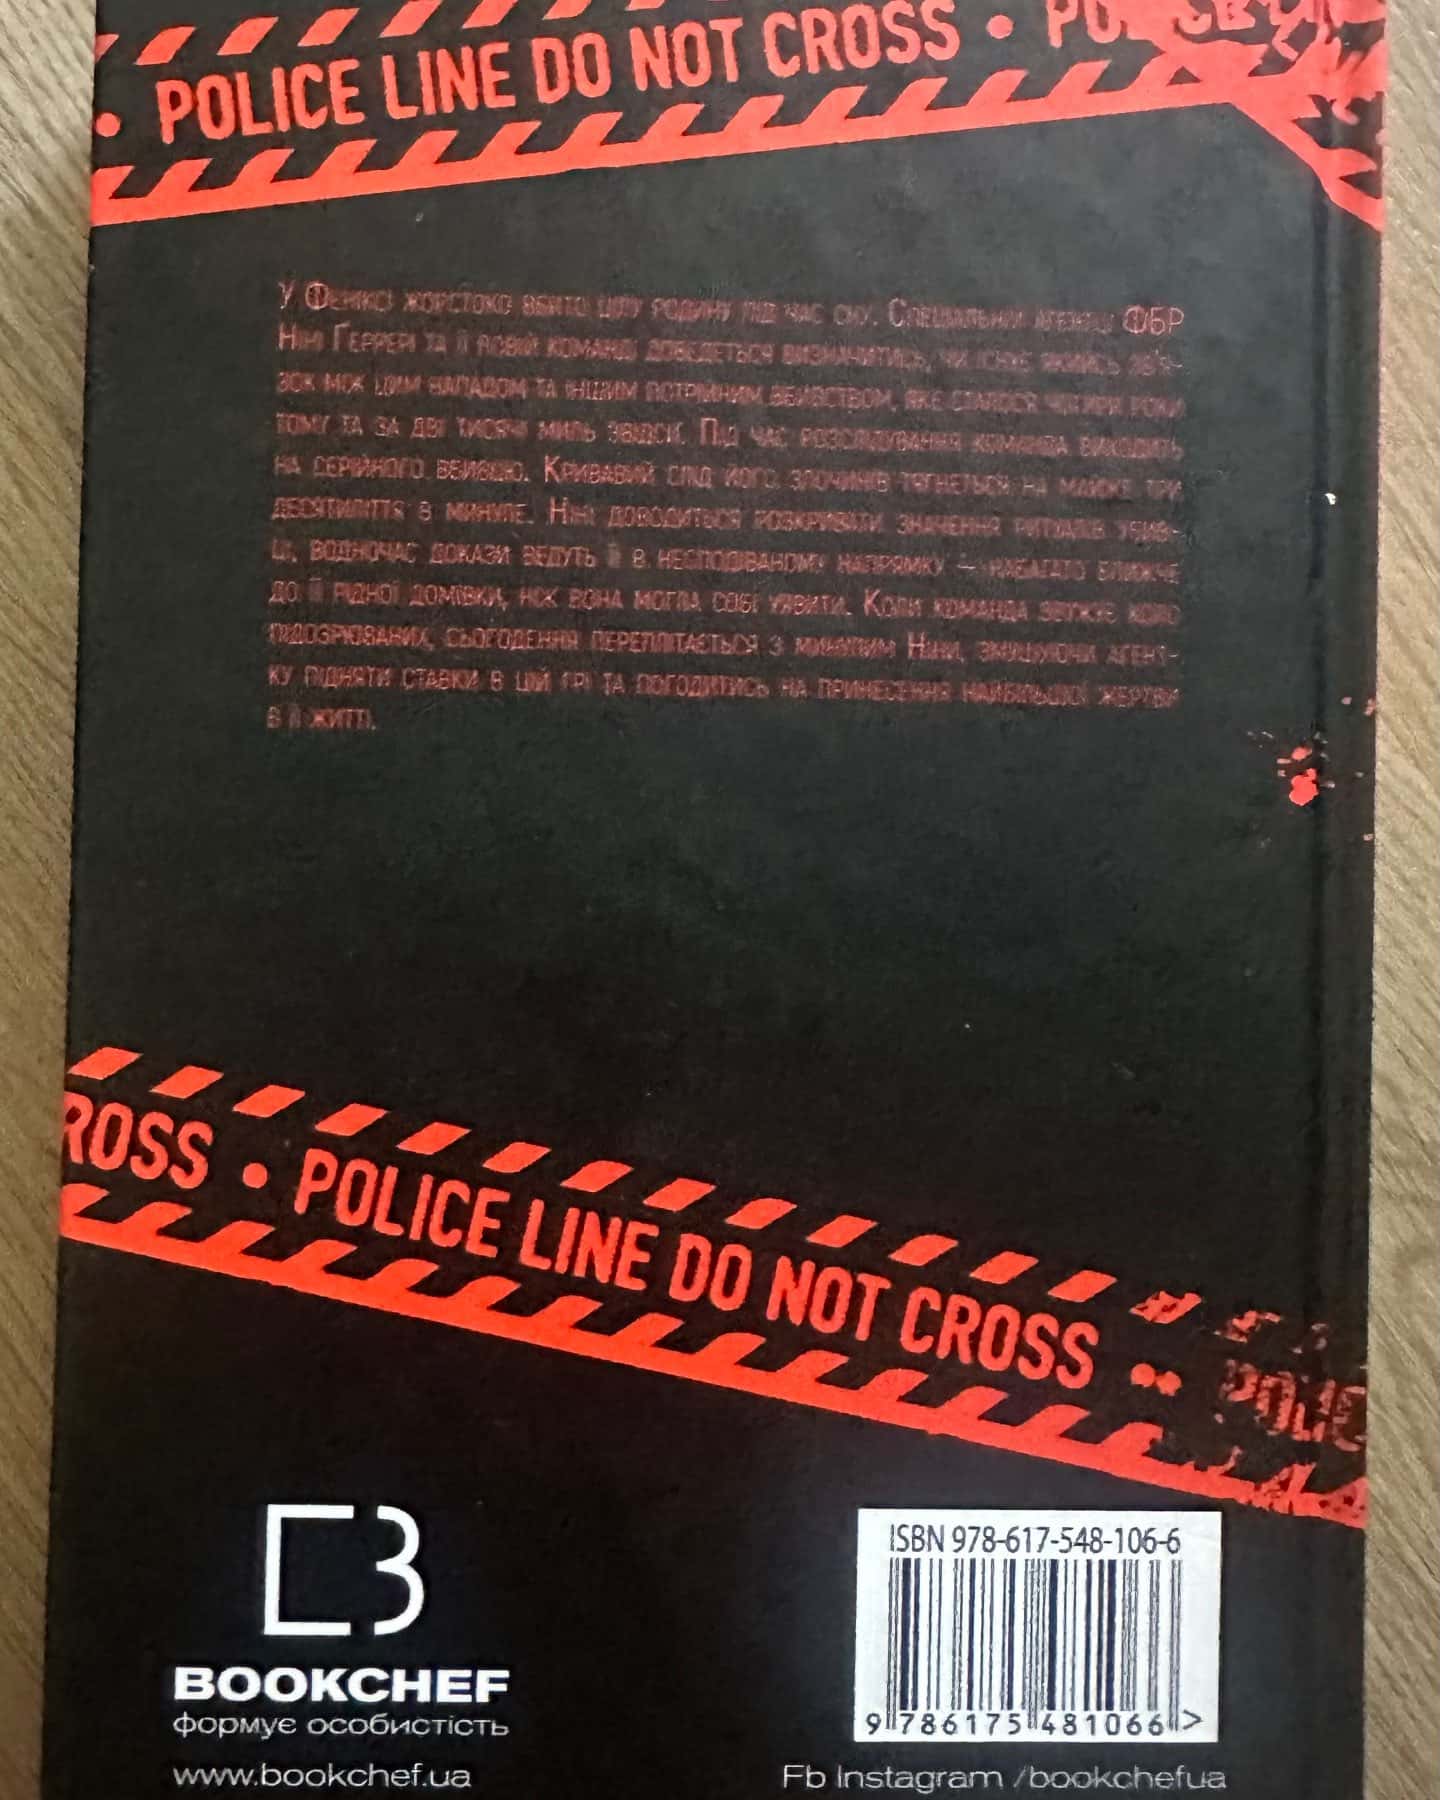 POLICE LINE DO NOT CROSS • PO
У Феніксі жорстоко вбито цілу родину під час сну. Спеціальній агентці ФБР
Ніні Ґеррері та її новій команді доведеться визначитись, чи існує якийсь зв'я-
зок між цим нападом та іншим потрійним вбивством, яке сталося чотири роки
тому та за дві тисячі миль звідси. Під час розслідування команда виходить
на серійного вбивцю. Кривавий слід його злочинів тягнеться на майже три
десятиліття в минуле. Ніні доводиться розкривати значення ритуалів убив-
ці, водночас докази ведуть її в несподіваному напрямку – набагато ближче
до її рідної домівки, ніж вона могла собі уявити. Коли команда звужує коло
підозрюваних, сьогодення переплітається з минулим Ніни, змушуючи агент-
ку підняти ставки в цій грі та погодитись на принесення найбільшої жертви
в її житті.
ROSS • POLICE LINE DO NOT CROSS •• POLIC
BOOKCHEF
формує особистість
www.bookchef.ua
ISBN 978-617-548-106-6
9 786175 481066 >
Fb Instagram /bookchefua